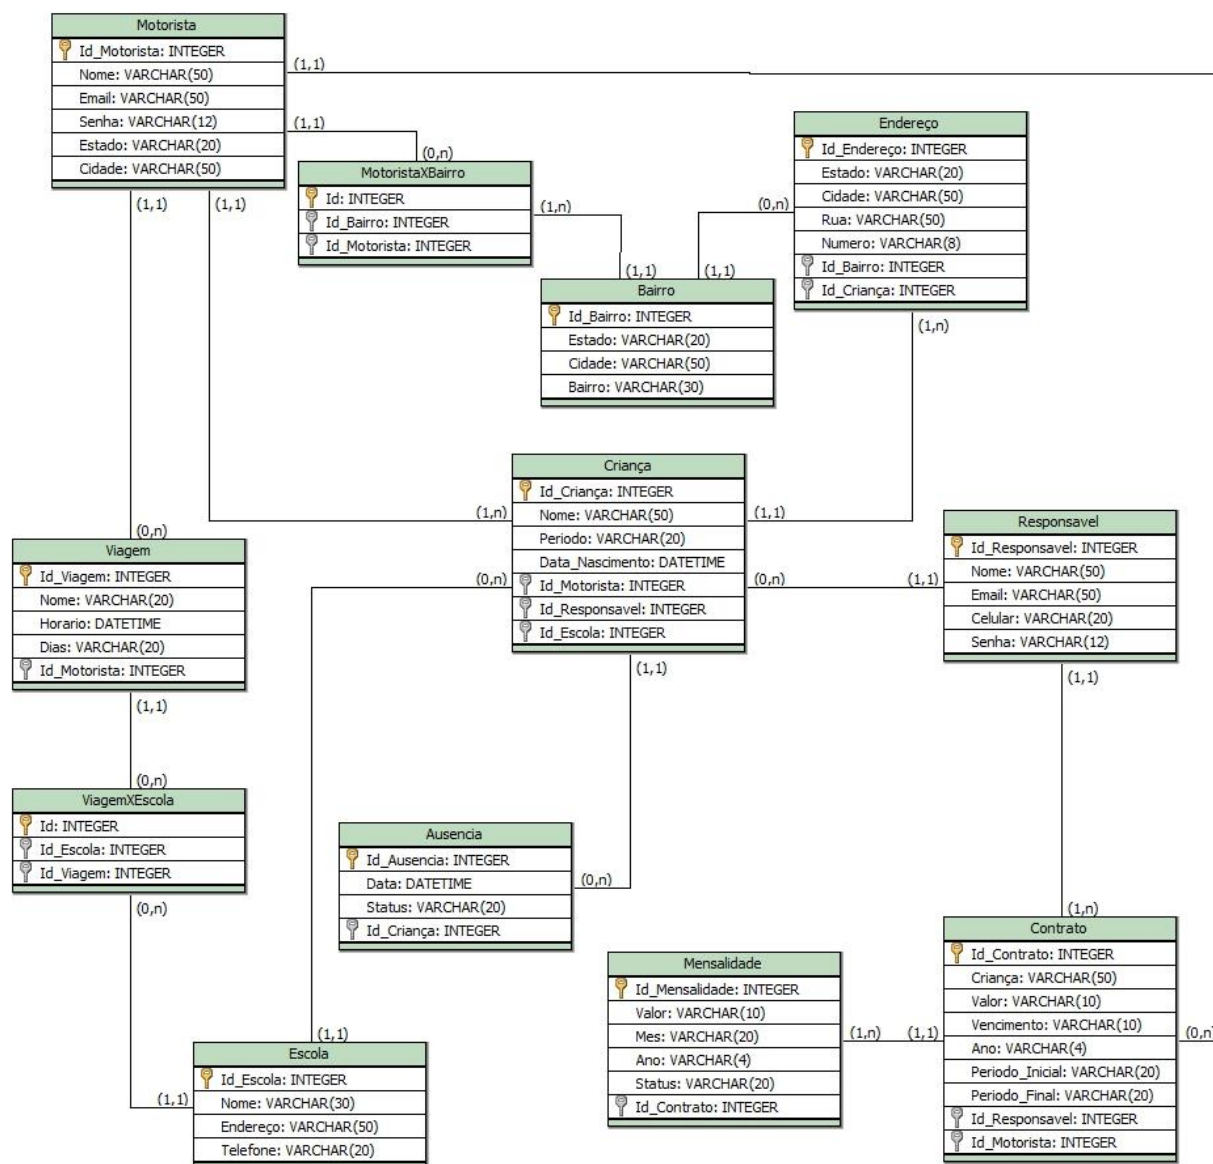 Motorista
Id_Motorista: INTEGER
Nome: VARCHAR(50)
Email: VARCHAR(50)
Senha: VARCHAR(12)
Estado: VARCHAR(20)
Cidade: VARCHAR(50)
(1,1)
(1,1)
(0,n)
(1,1)
(1,1)
MotoristaXBairro
Id: INTEGER
Id_Bairro: INTEGER
Id_Motorista: INTEGER
(1,n)
(1,1)
(1,1)
(0,n)
Endereço
Id_Endereço: INTEGER
Estado: VARCHAR(20)
Cidade: VARCHAR(50)
Rua: VARCHAR(50)
Numero: VARCHAR(8)
Id_Bairro: INTEGER
Id_Criança: INTEGER
(1,n)
Bairro
Id_Bairro: INTEGER
Estado: VARCHAR(20)
Cidade: VARCHAR(50)
Bairro: VARCHAR(30)
Criança
Id_Criança: INTEGER
Nome: VARCHAR(50)
Periodo: VARCHAR(20)
Data_Nascimento: DATETIME
Id_Motorista: INTEGER
Id_Responsavel: INTEGER
Id_Escola: INTEGER
(1,n)
(1,1)
(0,n)
(0,n)
(1,1)
(1,1)
Responsavel
Id_Responsavel: INTEGER
Nome: VARCHAR(50)
Email: VARCHAR(50)
Celular: VARCHAR(20)
Senha: VARCHAR(12)
(1,1)
(0,n)
Viagem
Id_Viagem: INTEGER
Nome: VARCHAR(20)
Horario: DATETIME
Dias: VARCHAR(20)
Id_Motorista: INTEGER
(1,1)
(0,n)
ViagemXEscola
Id: INTEGER
Id_Escola: INTEGER
Id_Viagem: INTEGER
(0,n)
Ausencia
Id_Ausencia: INTEGER
Data: DATETIME
Status: VARCHAR(20)
Id_Criança: INTEGER
(0,n)
Mensalidade
Id_Mensalidade: INTEGER
Valor: VARCHAR(10)
Mes: VARCHAR(20)
Ano: VARCHAR(4)
Status: VARCHAR(20)
Id_Contrato: INTEGER
(1,n)
(1,1)
(1,n)
Contrato
Id_Contrato: INTEGER
Criança: VARCHAR(50)
Valor: VARCHAR(10)
Vencimento: VARCHAR(10)
Ano: VARCHAR(4)
Periodo_Inicial: VARCHAR(20)
Periodo_Final: VARCHAR(20)
Id_Responsavel: INTEGER
Id_Motorista: INTEGER
(0,n)
(1,1)
(1,1)
Escola
Id_Escola: INTEGER
Nome: VARCHAR(30)
Endereço: VARCHAR(50)
Telefone: VARCHAR(20)